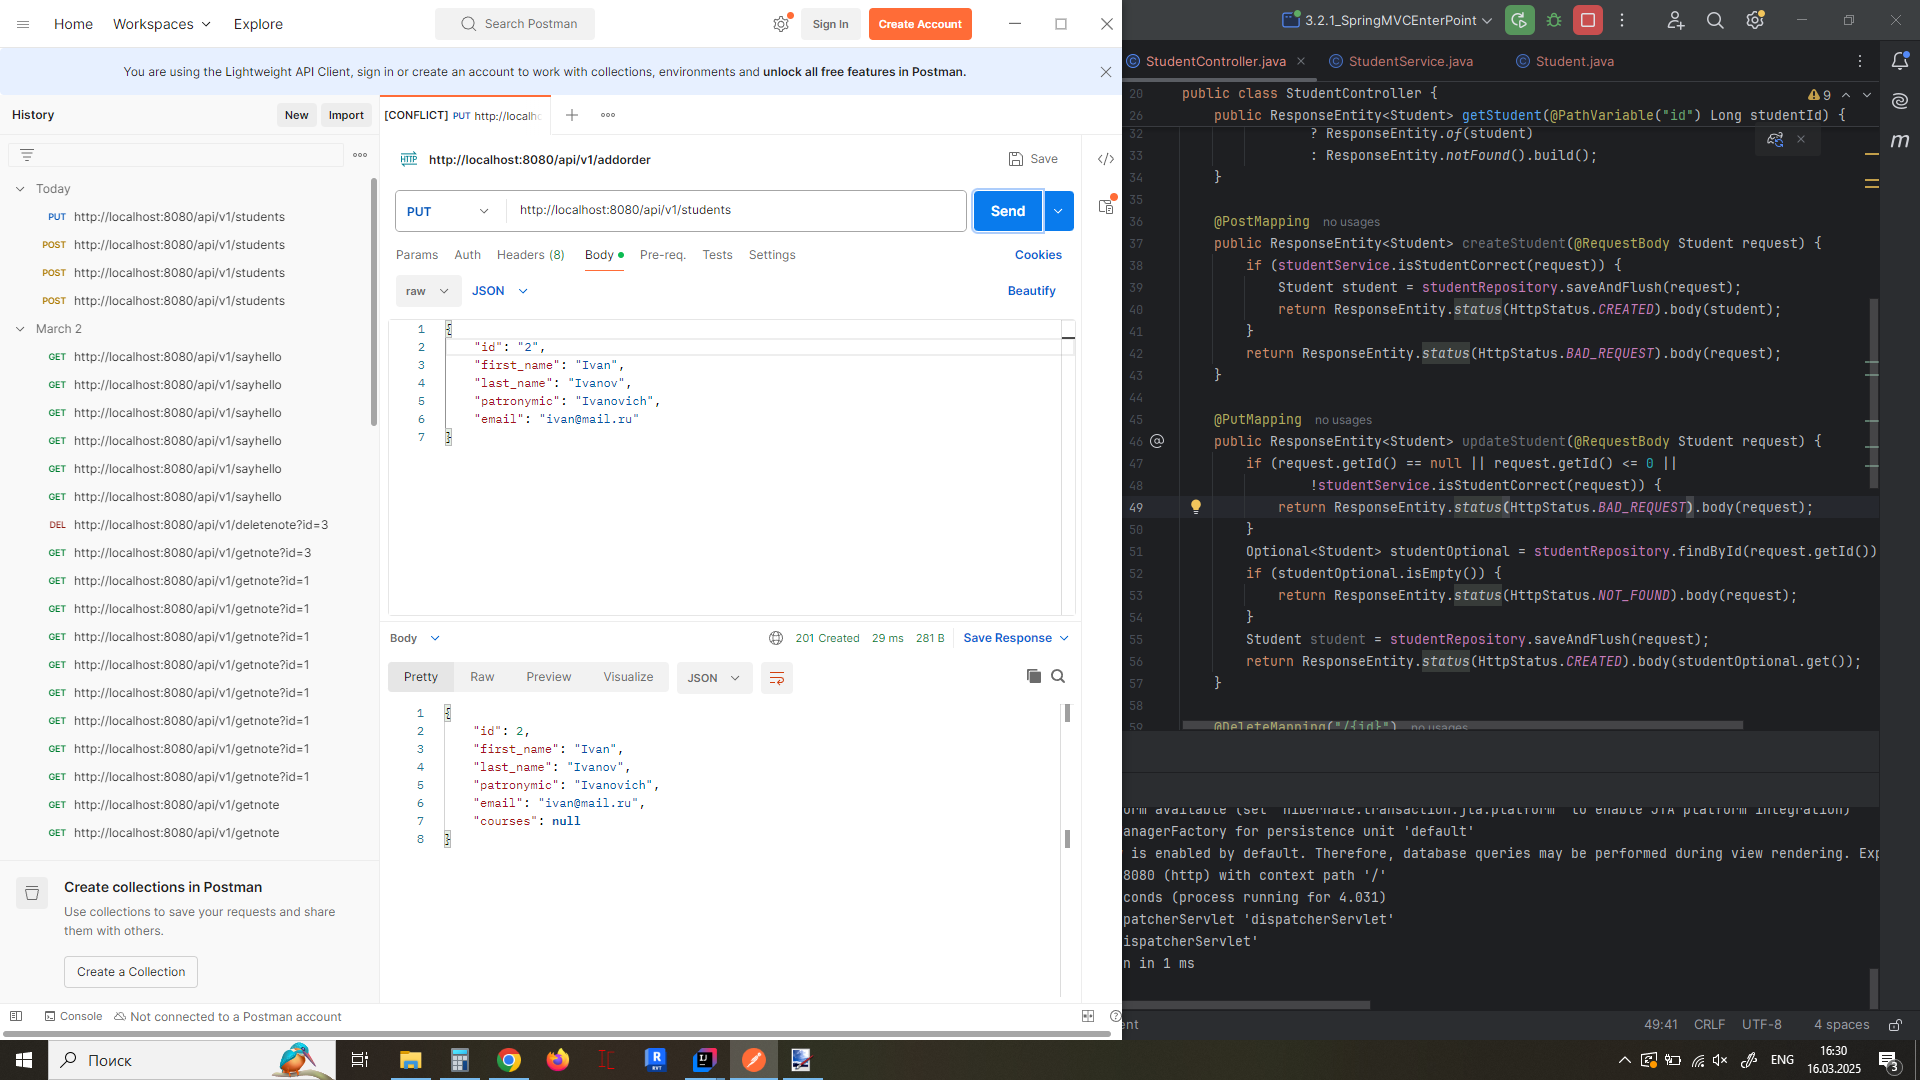 Home
Workspaces
Explore
Search Postman
Sign In
Create Account
You are using the Lightweight API Client, sign in or create an account to work with collections, environments and unlock all free features in Postman.
History
New
Import
Today
PUT http://localhost:8080/api/v1/students
POST http://localhost:8080/api/v1/students
POST http://localhost:8080/api/v1/students
POST http://localhost:8080/api/v1/students
March 2
GET http://localhost:8080/api/v1/sayhello
GET http://localhost:8080/api/v1/sayhello
GET http://localhost:8080/api/v1/sayhello
GET http://localhost:8080/api/v1/sayhello
GET http://localhost:8080/api/v1/sayhello
GET http://localhost:8080/api/v1/sayhello
DEL http://localhost:8080/api/v1/deletenote?id=3
GET http://localhost:8080/api/v1/getnote?id=3
GET http://localhost:8080/api/v1/getnote?id=1
GET http://localhost:8080/api/v1/getnote?id=1
GET http://localhost:8080/api/v1/getnote?id=1
GET http://localhost:8080/api/v1/getnote?id=1
GET http://localhost:8080/api/v1/getnote?id=1
GET http://localhost:8080/api/v1/getnote?id=1
GET http://localhost:8080/api/v1/getnote?id=1
GET http://localhost:8080/api/v1/getnote?id=1
GET http://localhost:8080/api/v1/getnote
GET http://localhost:8080/api/v1/getnote
Create collections in Postman
Use collections to save your requests and share
them with others.
Create a Collection
[CONFLICT] PUT http://localho
HTTP http://localhost:8080/api/v1/addorder
Save
PUT
http://localhost:8080/api/v1/students
Send
Params
Auth
Headers (8)
Body
Pre-req.
Tests
Settings
Cookies
raw
JSON
Beautify
1 {
2 "id": "2",
3 "first_name": "Ivan",
4 "last_name": "Ivanov",
5 "patronymic": "Ivanovich",
6 "email": "ivan@mail.ru"
7 }
Body
201 Created
29 ms
281 B
Save Response
Pretty
Raw
Preview
Visualize
JSON
1 {
2 "id": 2,
3 "first_name": "Ivan",
4 "last_name": "Ivanov",
5 "patronymic": "Ivanovich",
6 "email": "ivan@mail.ru",
7 "courses": null
8 }
Console
Not connected to a Postman account
3.2.1_SpringMVCEnterPoint
StudentController.java
StudentService.java
Student.java
9
20 public class StudentController {
26 public ResponseEntity<Student> getStudent(@PathVariable("id") Long studentId) {
32 ? ResponseEntity.of(student)
33 : ResponseEntity.notFound().build();
34 }
35
36 @PostMapping no usages
37 public ResponseEntity<Student> createStudent(@RequestBody Student request) {
38 if (studentService.isStudentCorrect(request)) {
39 Student student = studentRepository.saveAndFlush(request);
40 return ResponseEntity.status(HttpStatus.CREATED).body(student);
41 }
42 return ResponseEntity.status(HttpStatus.BAD_REQUEST).body(request);
43 }
44
45 @PutMapping no usages
46 public ResponseEntity<Student> updateStudent(@RequestBody Student request) {
47 if (request.getId() == null || request.getId() <= 0 ||
48 !studentService.isStudentCorrect(request)) {
49 return ResponseEntity.status(HttpStatus.BAD_REQUEST).body(request);
50 }
51 Optional<Student> studentOptional = studentRepository.findById(request.getId())
52 if (studentOptional.isEmpty()) {
53 return ResponseEntity.status(HttpStatus.NOT_FOUND).body(request);
54 }
55 Student student = studentRepository.saveAndFlush(request);
56 return ResponseEntity.status(HttpStatus.CREATED).body(studentOptional.get());
57 }
58
59 @DeleteMapping("/{id}") no usages
orm available (set 'hibernate.transaction.jta.platform' to enable JTA platform integration)
anagerFactory for persistence unit 'default'
is enabled by default. Therefore, database queries may be performed during view rendering. Exp
8080 (http) with context path '/'
conds (process running for 4.031)
patcherServlet 'dispatcherServlet'
ispatcherServlet'
n in 1 ms
ent
49:41
CRLF
UTF-8
4 spaces
Поиск
ENG
16:30
16.03.2025
3